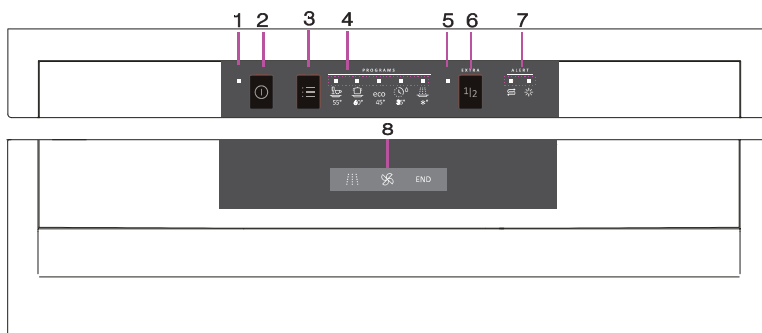 1 2 3 4 5 6 7
PROGRAMS EXTRA ALERT
eco 1|2
55° 45°
8
END